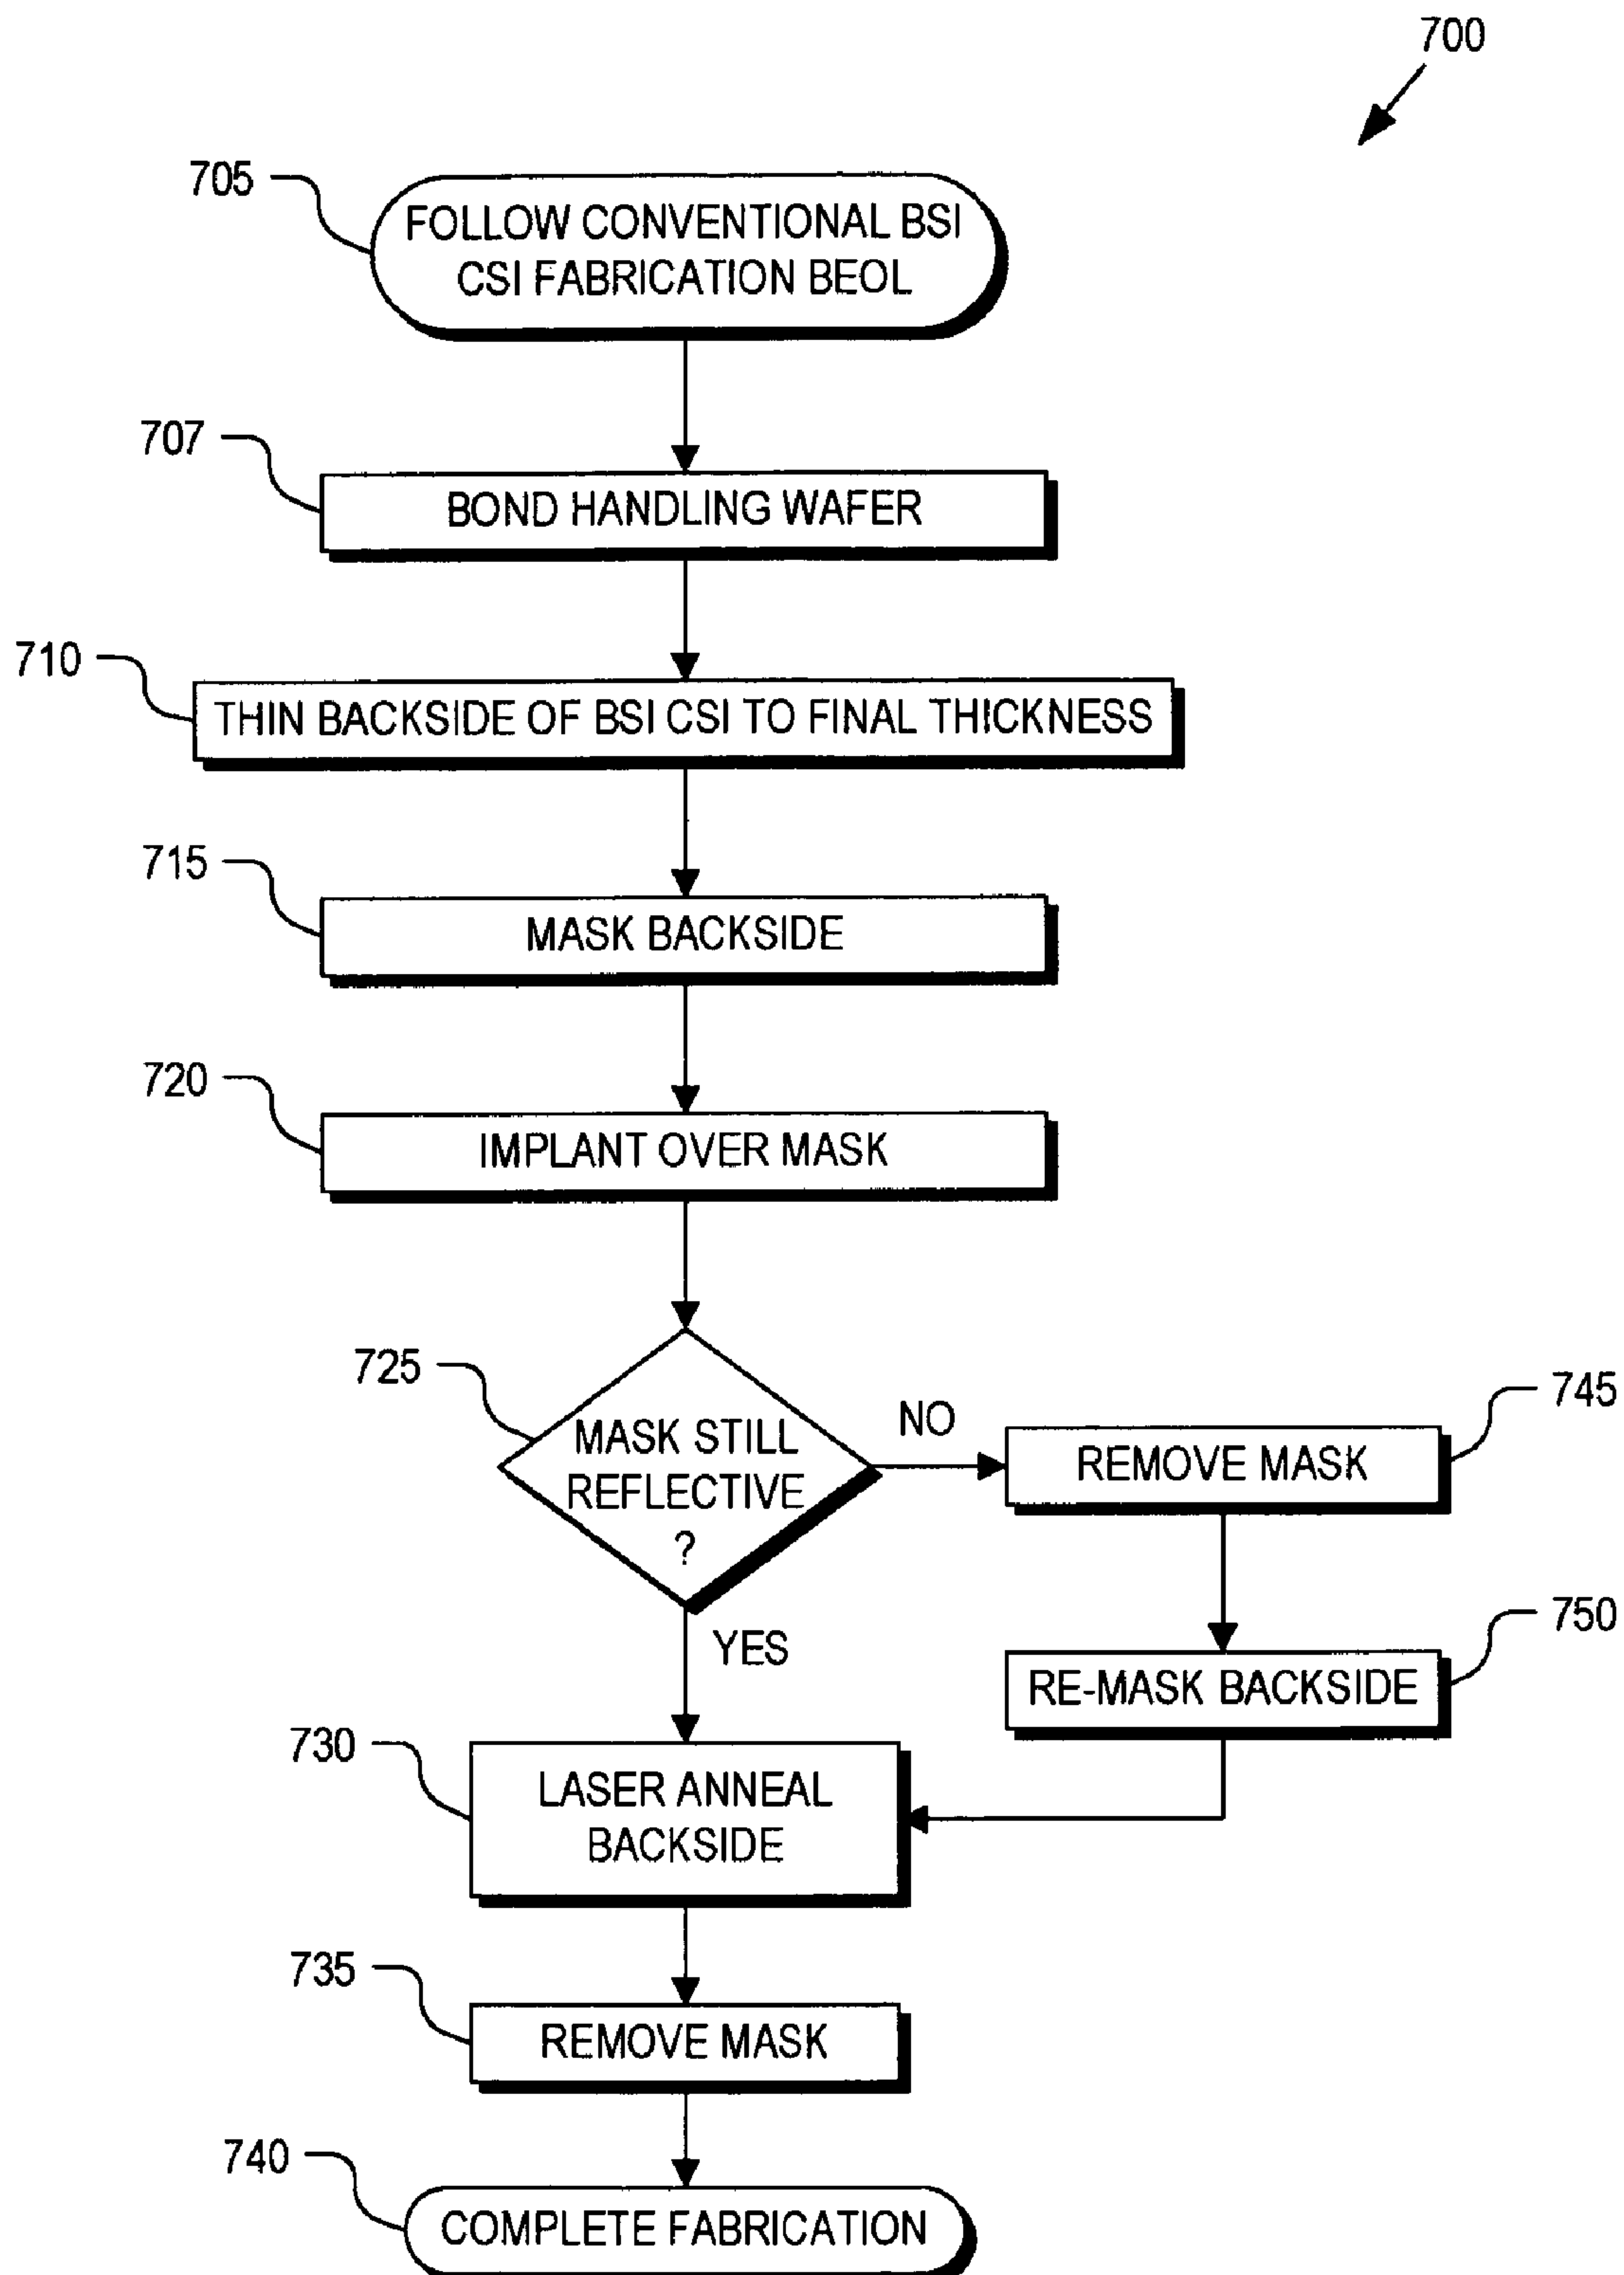 700
705
FOLLOW CONVENTIONAL BSI
CSI FABRICATION BEOL
707
BOND HANDLING WAFER
710
THIN BACKSIDE OF BSI CSI TO FINAL THICKNESS
715
MASK BACKSIDE
720
IMPLANT OVER MASK
725
MASK STILL
REFLECTIVE
?
NO
745
REMOVE MASK
YES
750
RE-MASK BACKSIDE
730
LASER ANNEAL
BACKSIDE
735
REMOVE MASK
740
COMPLETE FABRICATION